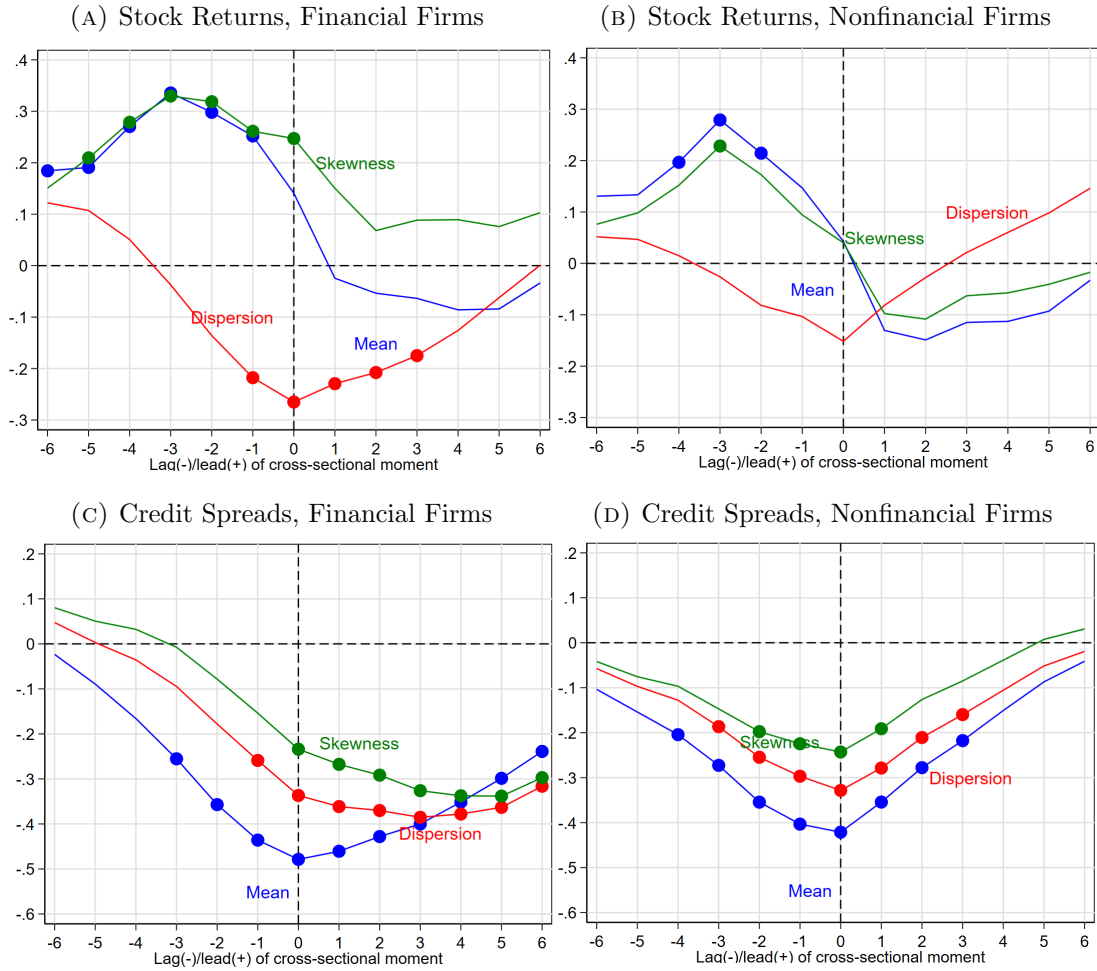 (A) Stock Returns, Financial Firms
.4
.3
.2
.1
0
-.1
-.2
-.3
Skewness
Dispersion
Mean
-6 -5 -4 -3 -2 -1 0 1 2 3 4 5 6
Lag(-)/lead(+) of cross-sectional moment
(B) Stock Returns, Nonfinancial Firms
.4
.3
.2
.1
0
-.1
-.2
-.3
Dispersion
Skewness
Mean
-6 -5 -4 -3 -2 -1 0 1 2 3 4 5 6
Lag(-)/lead(+) of cross-sectional moment
(C) Credit Spreads, Financial Firms
.2
.1
0
-.1
-.2
-.3
-.4
-.5
-.6
Skewness
Dispersion
Mean
-6 -5 -4 -3 -2 -1 0 1 2 3 4 5 6
Lag(-)/lead(+) of cross-sectional moment
(D) Credit Spreads, Nonfinancial Firms
.2
.1
0
-.1
-.2
-.3
-.4
-.5
-.6
Skewness
Dispersion
Mean
-6 -5 -4 -3 -2 -1 0 1 2 3 4 5 6
Lag(-)/lead(+) of cross-sectional moment